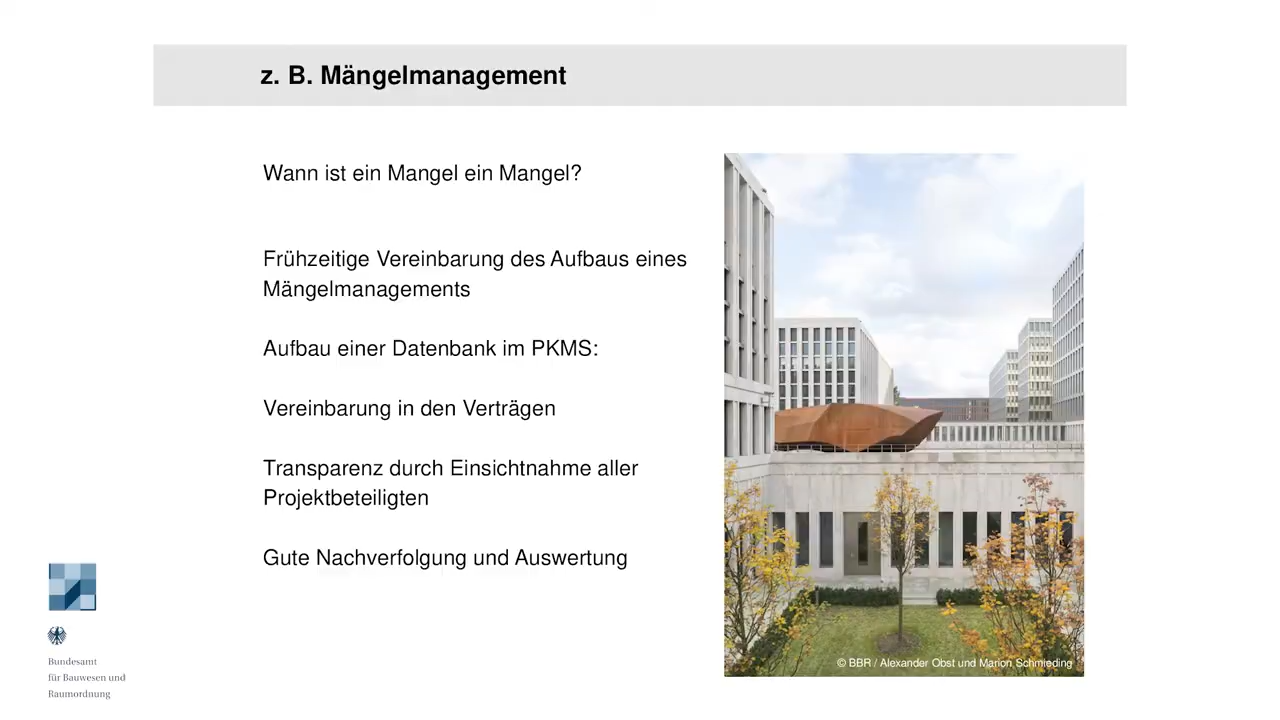 z. B. Mängelmanagement
Wann ist ein Mangel ein Mangel?
Frühzeitige Vereinbarung des Aufbaus eines
Mängelmanagements
Aufbau einer Datenbank im PKMS:
Vereinbarung in den Verträgen
Transparenz durch Einsichtnahme aller
Projektbeteiligten
Gute Nachverfolgung und Auswertung
© BBR / Alexander Obst und Marion Schmieding
Bundesamt
für Bauwesen und
Raumordnung